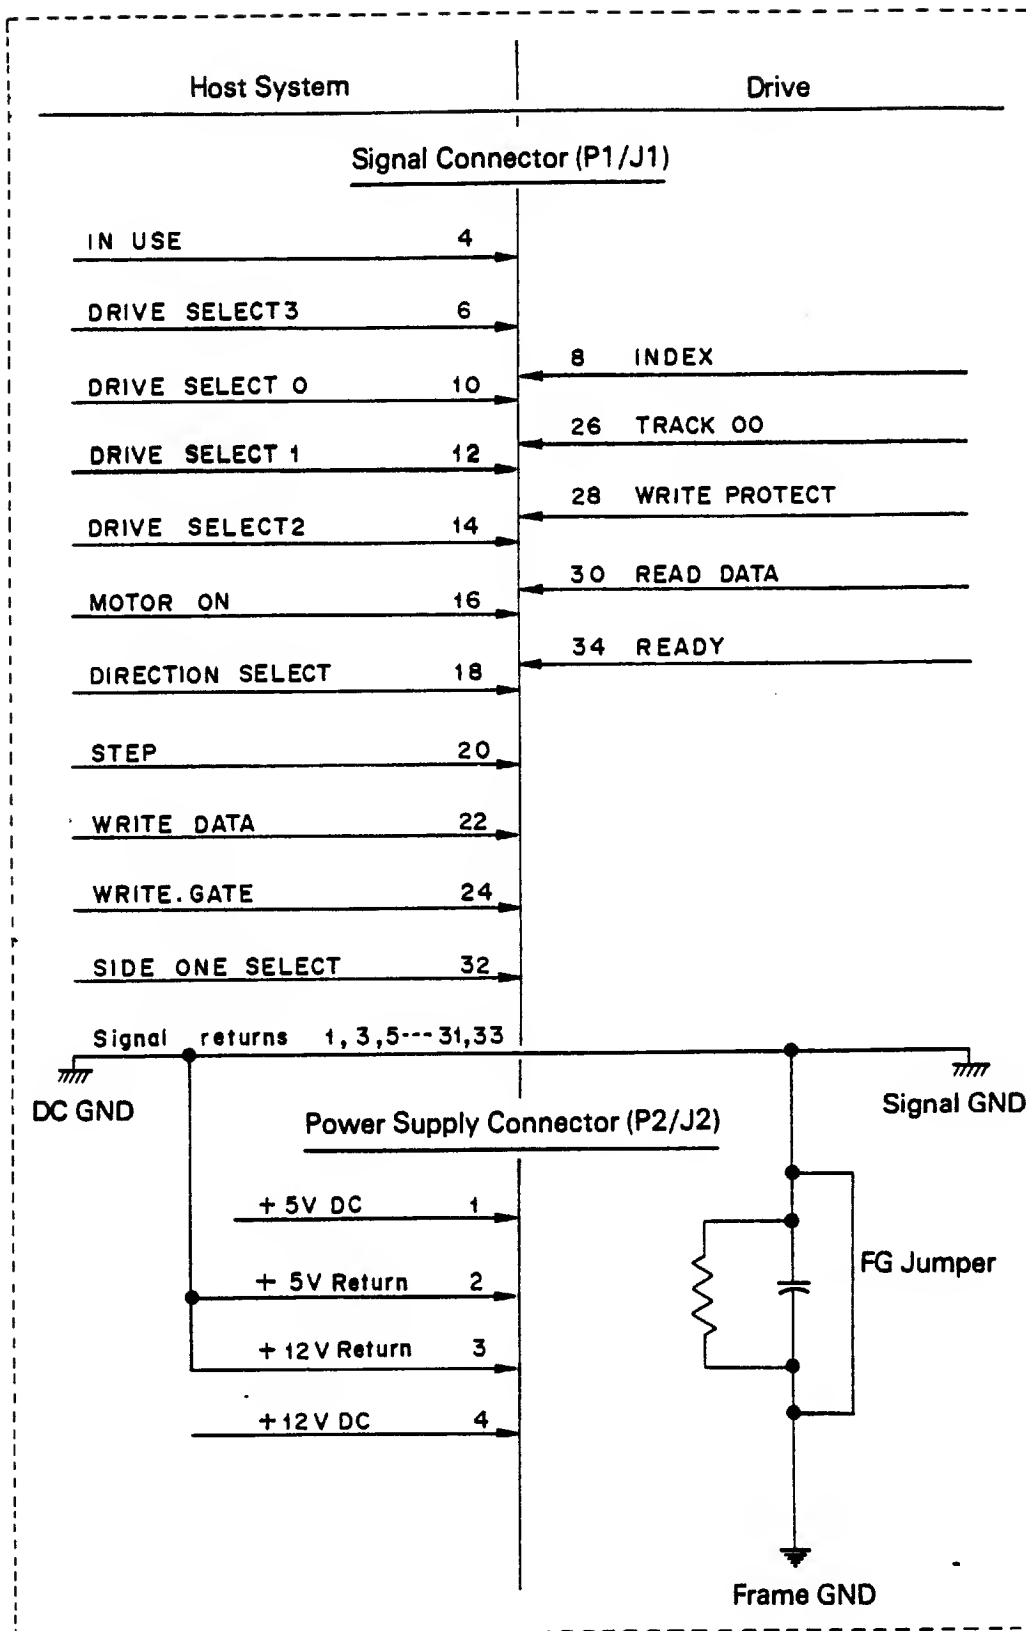 Host System Drive
Signal Connector (P1/J1)
IN USE 4
DRIVE SELECT3 6
8 INDEX
DRIVE SELECT 0 10
26 TRACK 00
DRIVE SELECT 1 12
28 WRITE PROTECT
DRIVE SELECT2 14
30 READ DATA
MOTOR ON 16
34 READY
DIRECTION SELECT 18
STEP 20
WRITE DATA 22
WRITE.GATE 24
SIDE ONE SELECT 32
Signal returns 1,3,5---31,33
DC GND
Signal GND
Power Supply Connector (P2/J2)
+5V DC 1
FG Jumper
+ 5V Return 2
+12V Return 3
+12V DC 4
Frame GND